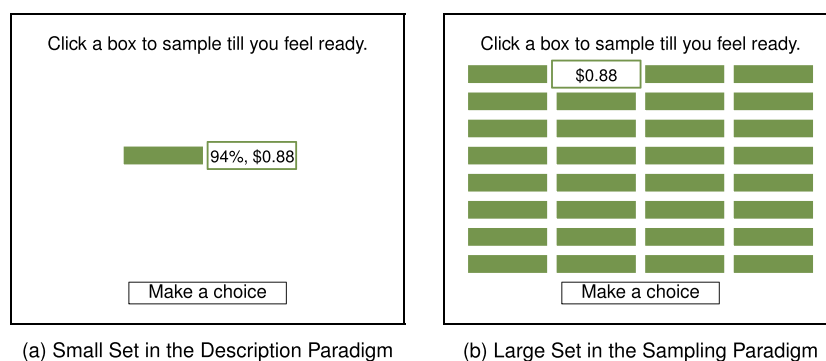 Click a box to sample till you feel ready.
94%, $0.88
Make a choice
(a) Small Set in the Description Paradigm
Click a box to sample till you feel ready.
$0.88
Make a choice
(b) Large Set in the Sampling Paradigm